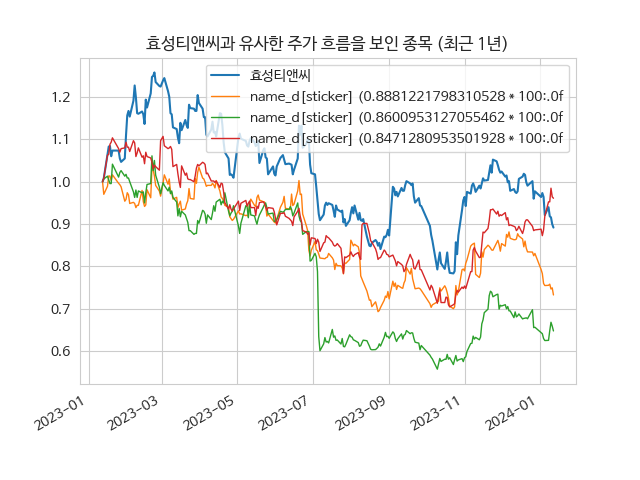 효성티앤씨과 유사한 주가 흐름을 보인 종목 (최근 1년)
효성티앤씨
name_d[sticker] (0.8881221798310528 * 100:.0f
name_d[sticker] (0.8600953127055462 * 100:.0f
name_d[sticker] (0.8471280953501928 * 100:.0f
1.2
1.1
1.0
0.9
0.8
0.7
0.6
2023-01
2023-03
2023-05
2023-07
2023-09
2023-11
2024-01